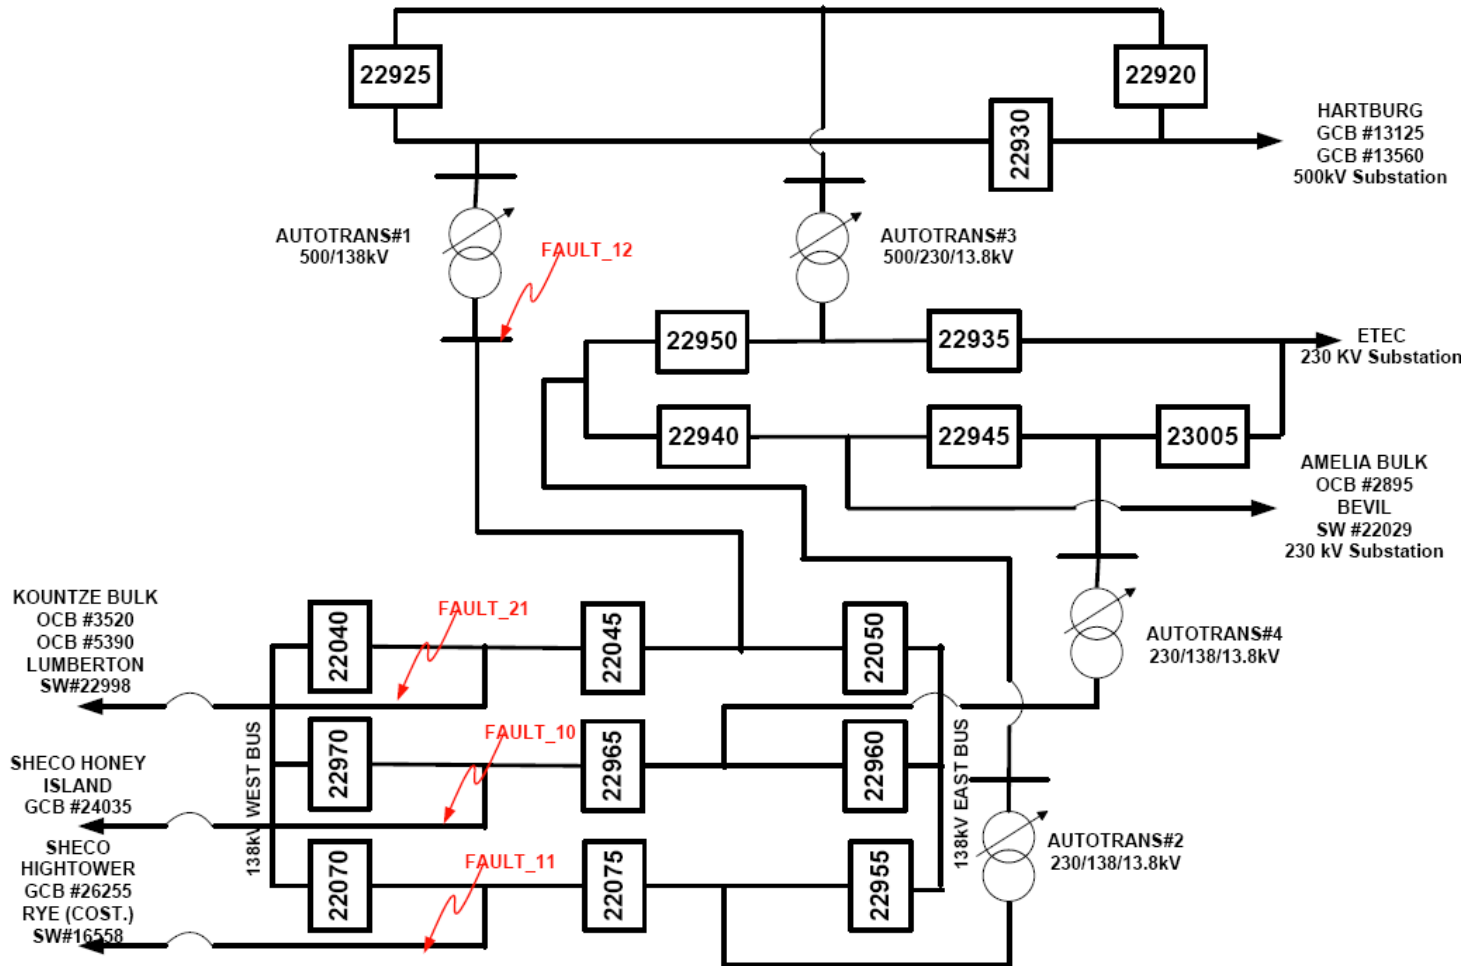 22925
22920
22930
HARTBURG
GCB #13125
GCB #13560
500kV Substation
AUTOTRANS#1
500/138kV
FAULT_12
AUTOTRANS#3
500/230/13.8kV
22950
22935
ETEC
230 KV Substation
22940
22945
23005
AMELIA BULK
OCB #2895
BEVIL
SW #22029
230 kV Substation
KOUNTZE BULK
OCB #3520
OCB #5390
LUMBERTON
SW#22998
22040
FAULT_21
22045
22050
AUTOTRANS#4
230/138/13.8kV
138kV WEST BUS
22970
FAULT_10
22965
22960
138kV EAST BUS
SHECO HONEY
ISLAND
GCB #24035
SHECO
HIGHTOWER
GCB #26255
RYE (COST.)
SW#16558
22070
FAULT_11
22075
22955
AUTOTRANS#2
230/138/13.8kV